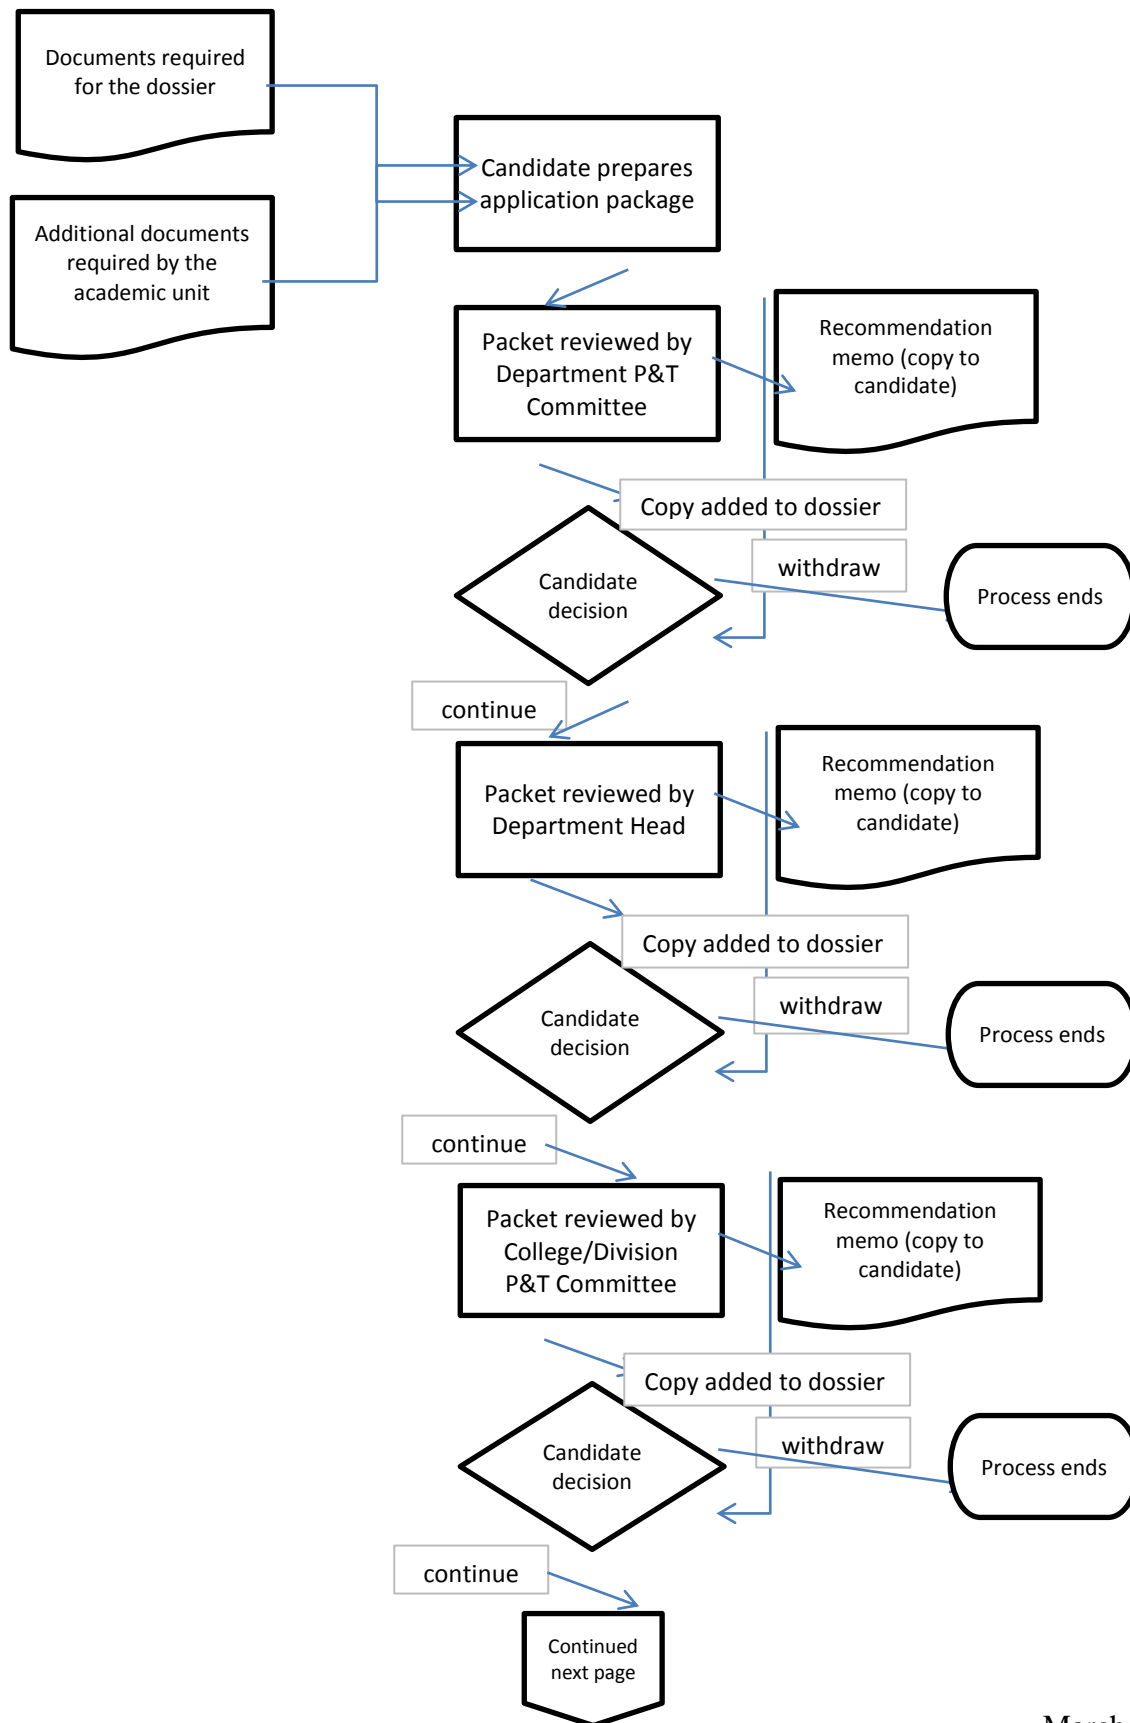 Documents required
for the dossier
Candidate prepares
application package
Additional documents
required by the
academic unit
Packet reviewed by
Department P&T
Committee
Recommendation
memo (copy to
candidate)
Copy added to dossier
withdraw
Candidate
decision
Process ends
continue
Packet reviewed by
Department Head
Recommendation
memo (copy to
candidate)
Copy added to dossier
withdraw
Candidate
decision
Process ends
continue
Packet reviewed by
College/Division
P&T Committee
Recommendation
memo (copy to
candidate)
Copy added to dossier
withdraw
Candidate
decision
Process ends
continue
Continued
next page
March